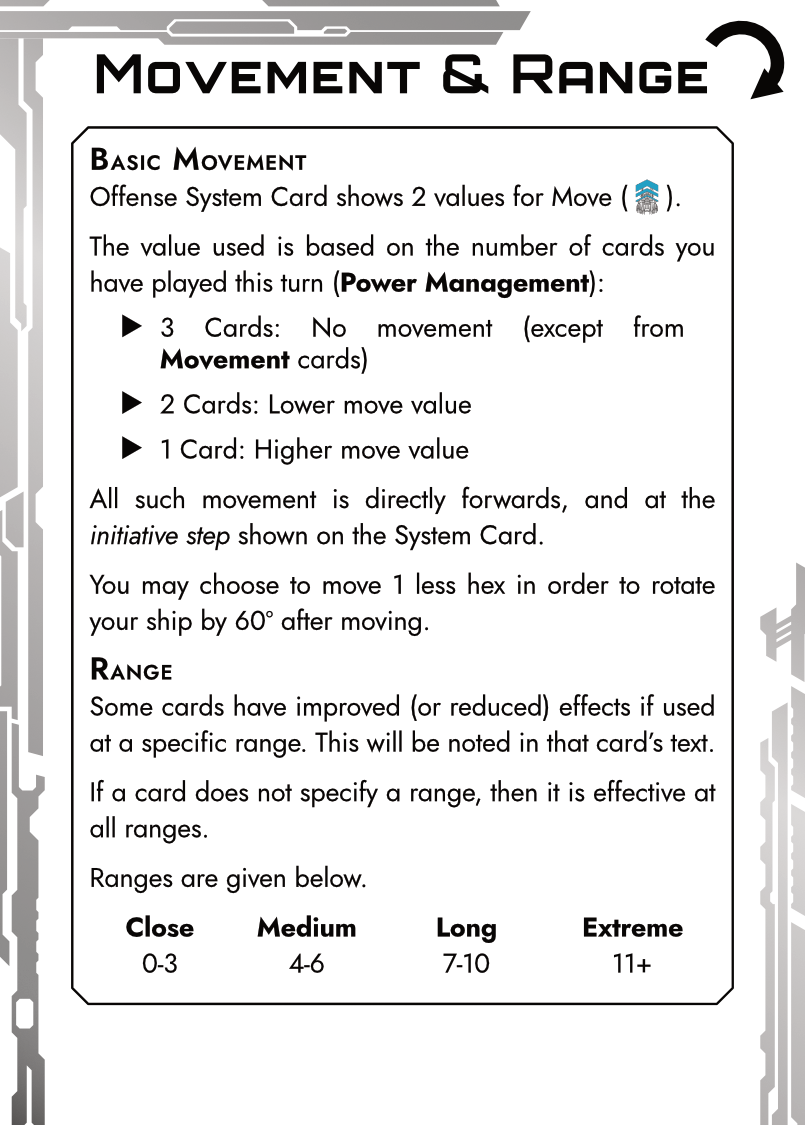 Movement & Range
Basic Movement
Offense System Card shows 2 values for Move ( ).
The value used is based on the number of cards you
have played this turn (Power Management):
▶ 3 Cards: No movement (except from
Movement cards)
▶ 2 Cards: Lower move value
▶ 1 Card: Higher move value
All such movement is directly forwards, and at the
initiative step shown on the System Card.
You may choose to move 1 less hex in order to rotate
your ship by 60° after moving.
Range
Some cards have improved (or reduced) effects if used
at a specific range. This will be noted in that card's text.
If a card does not specify a range, then it is effective at
all ranges.
Ranges are given below.
Close Medium Long Extreme
0-3 4-6 7-10 11+